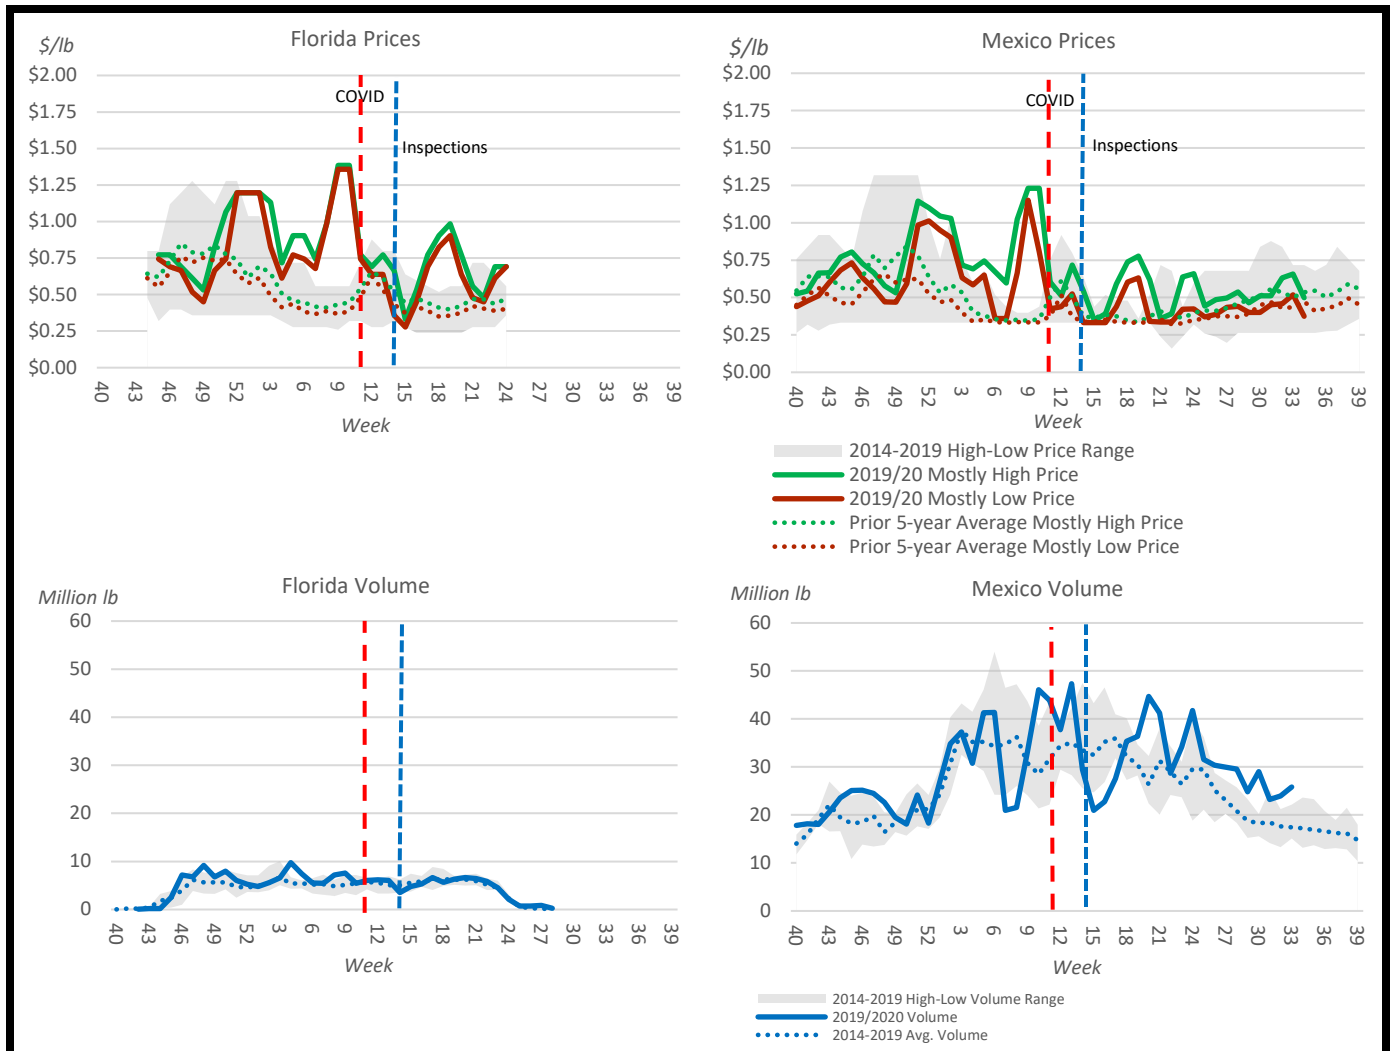 Florida Prices
$/lb
$2.00
$1.75
$1.50
$1.25
$1.00
$0.75
$0.50
$0.25
$0.00
COVID
Inspections
40 43 46 49 52 3 6 9 12 15 18 21 24 27 30 33 36 39
Week
Mexico Prices
$/lb
$2.00
$1.75
$1.50
$1.25
$1.00
$0.75
$0.50
$0.25
$0.00
COVID
Inspections
40 43 46 49 52 3 6 9 12 15 18 21 24 27 30 33 36 39
Week
2014-2019 High-Low Price Range
2019/20 Mostly High Price
2019/20 Mostly Low Price
Prior 5-year Average Mostly High Price
Prior 5-year Average Mostly Low Price
Florida Volume
Million lb
60
50
40
30
20
10
0
40 43 46 49 52 3 6 9 12 15 18 21 24 27 30 33 36 39
Week
Mexico Volume
Million lb
60
50
40
30
20
10
0
40 43 46 49 52 3 6 9 12 15 18 21 24 27 30 33 36 39
Week
2014-2019 High-Low Volume Range
2019/2020 Volume
2014-2019 Avg. Volume